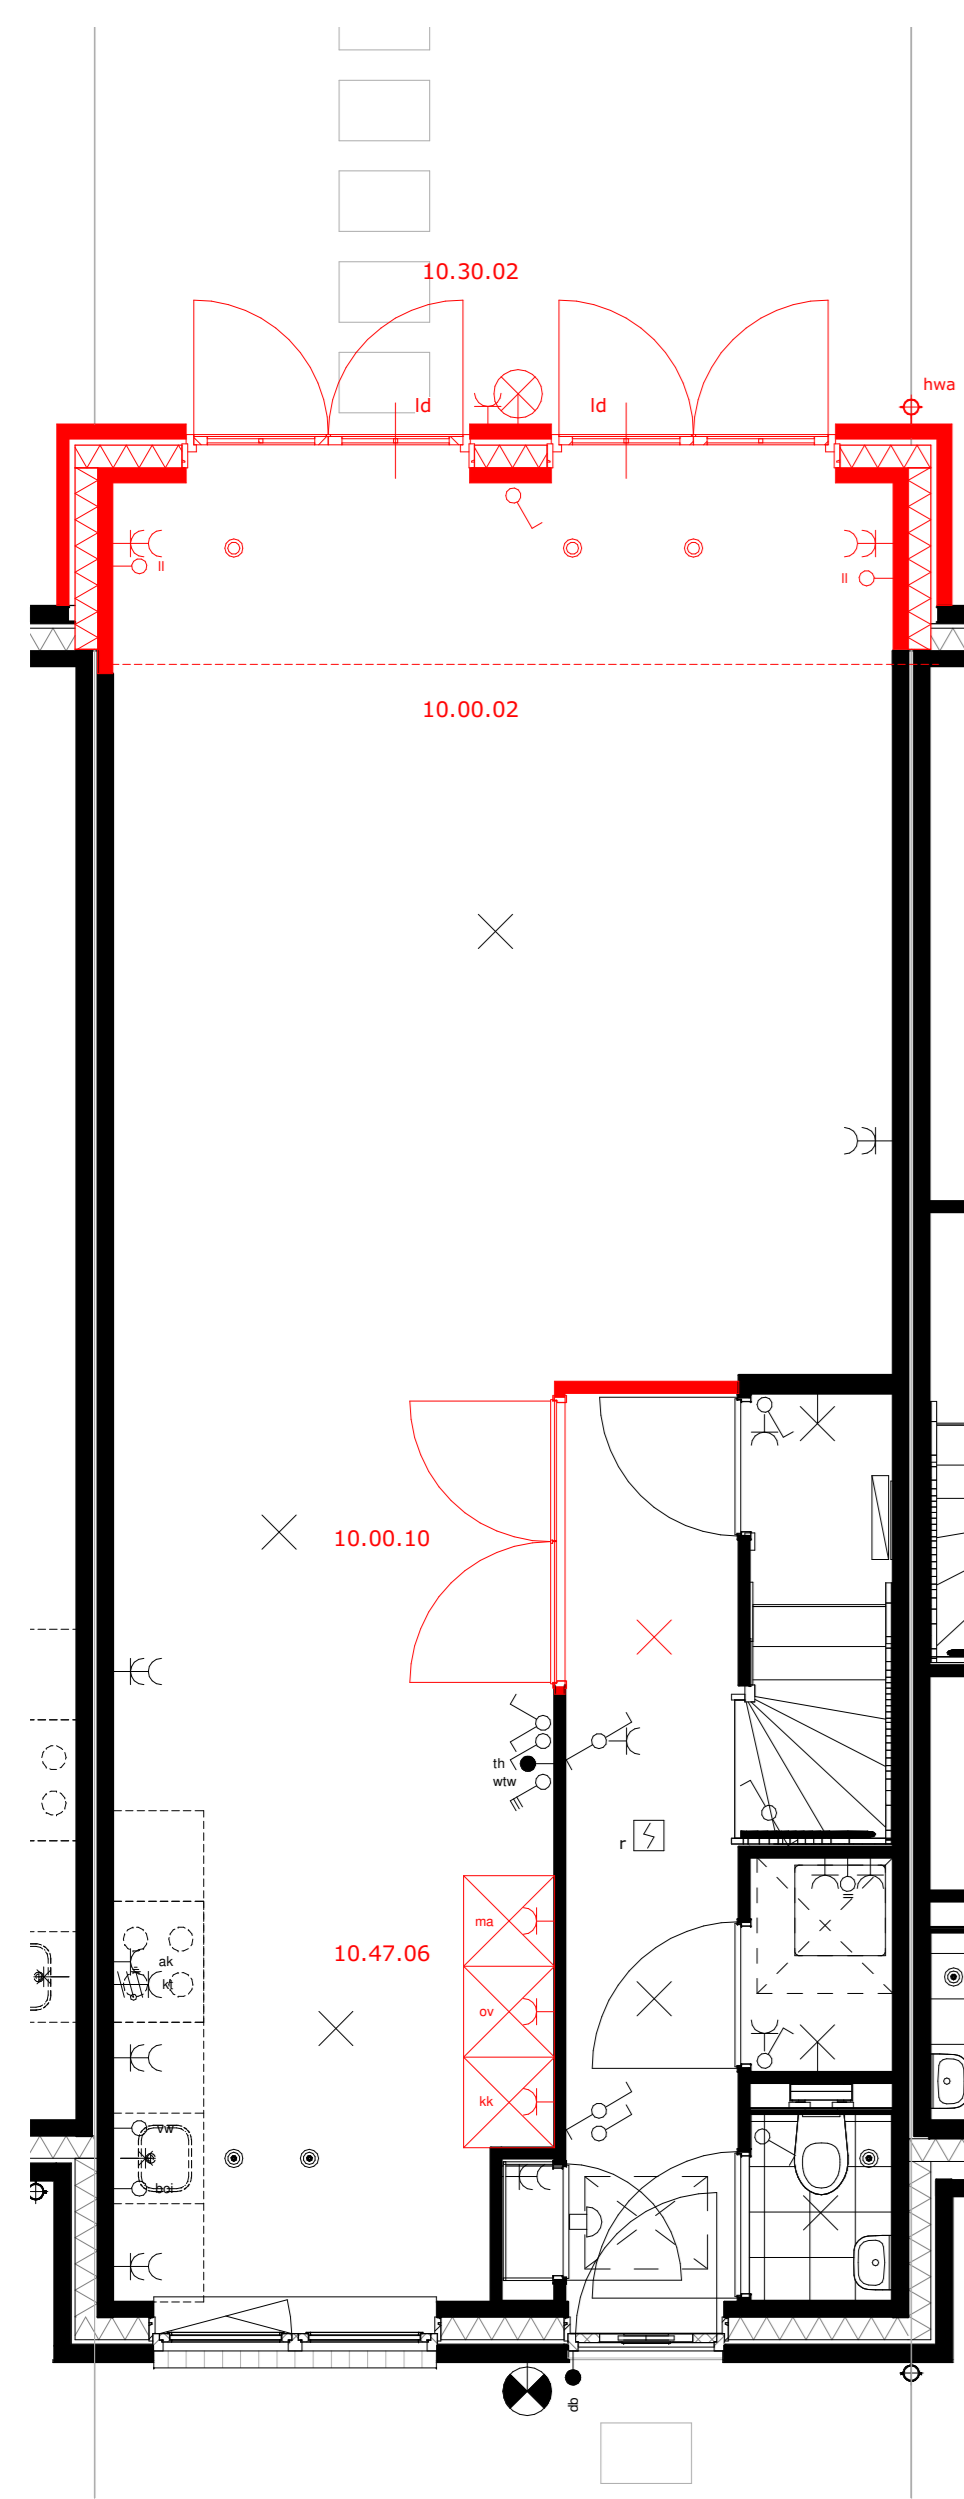 10.30.02
hwa
ld
ld
ll
ll
10.00.02
10.00.10
th
wtw
r
ma
10.47.06
ak
kt
ov
kk
vw
boi
db